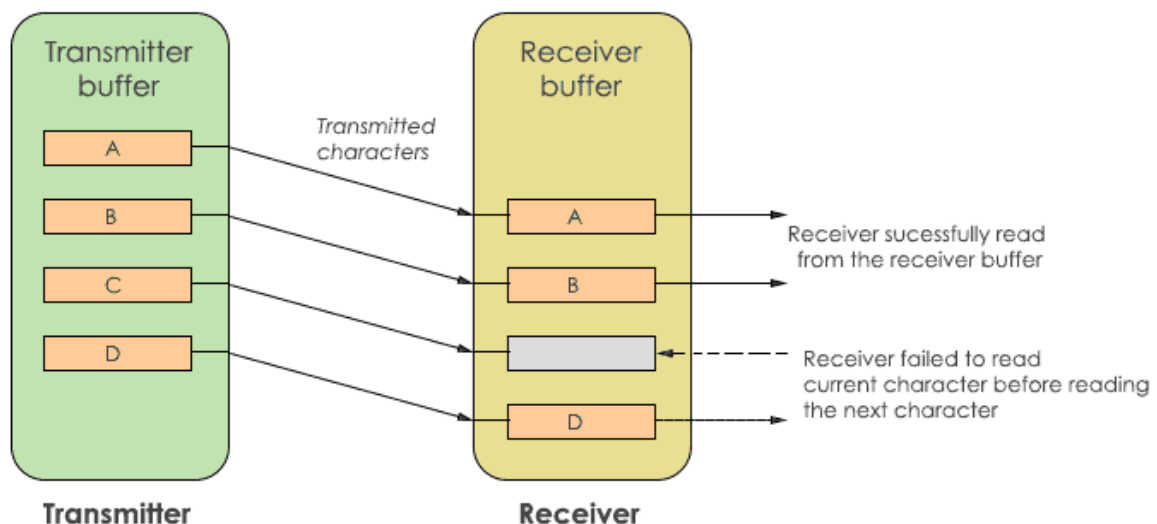 Transmitter
buffer
Receiver
buffer
Transmitted
characters
A
B
C
D
A
B
D
Receiver sucessfully read
from the receiver buffer
Receiver failed to read
current character before reading
the next character
Transmitter
Receiver